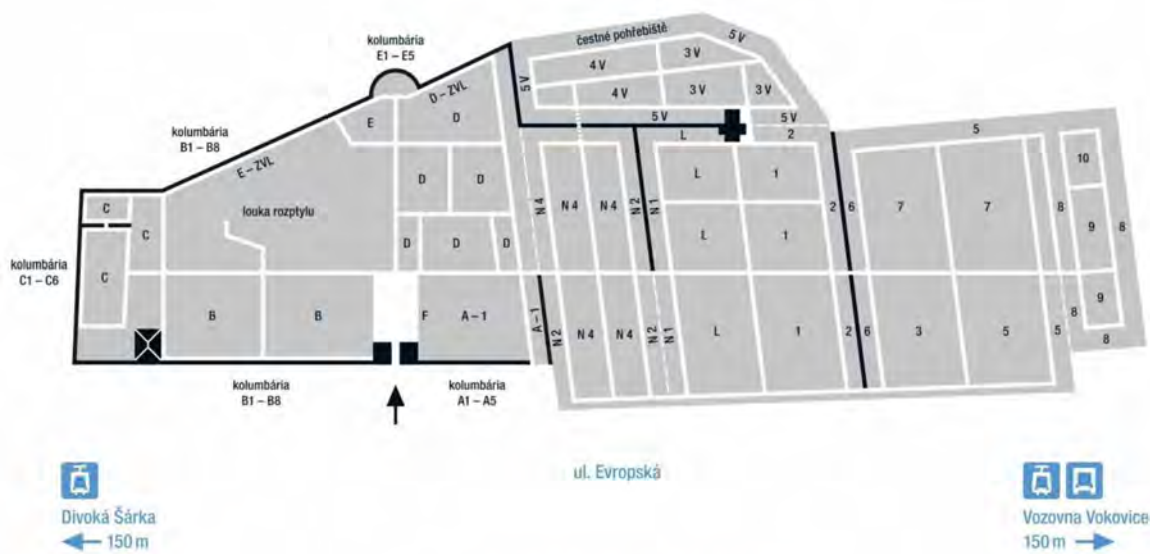 kolumbária
E1 – E5
čestné pohřebiště
5 V
3 V
4 V
5 V
D – ZVL
4 V
3 V
3 V
E
D
5 V
5 V
kolumbária
B1 – B8
L
2
5
E – ZVL
10
L
1
D
D
N 4
N 4
N 4
N 2
N 1
2
6
7
7
8
C
louka rozptylu
C
9
8
D
D
D
L
1
kolumbária
C1 – C6
C
9
B
B
F
A – 1
A – 1
N 2
N 4
N 4
N 2
N 1
L
1
2
6
3
5
5
8
8
kolumbária
B1 – B8
kolumbária
A1 – A5
ul. Evropská
Divoká Šárka
150 m
Vozovna Vokovice
150 m